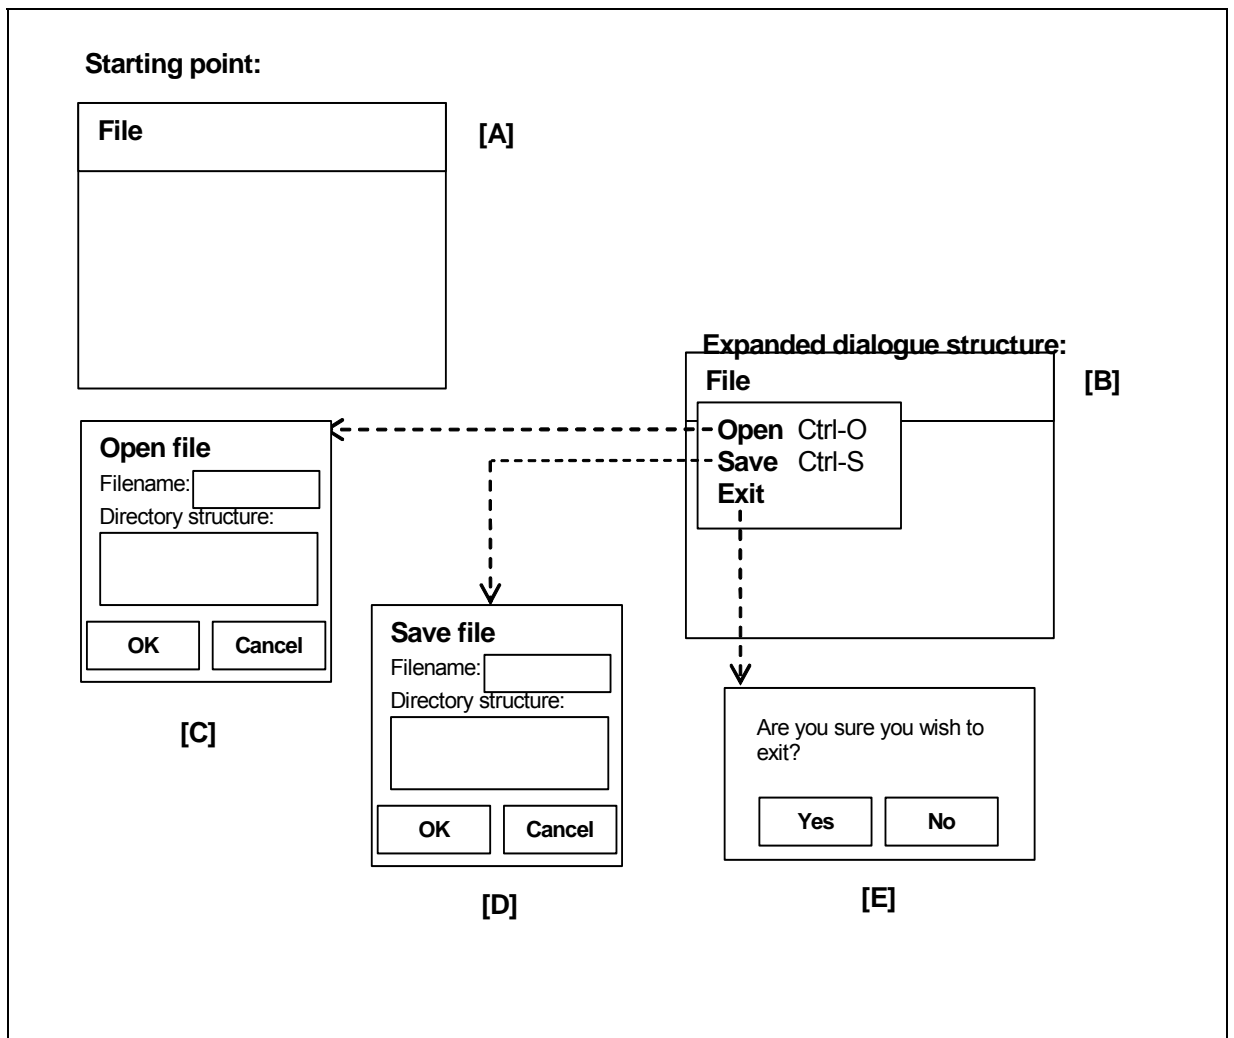 Starting point:
File
[A]
Expanded dialogue structure:
File
[B]
Open Ctrl-O
Save Ctrl-S
Exit
Open file
Filename:
Directory structure:
OK Cancel
[C]
Save file
Filename:
Directory structure:
OK Cancel
[D]
Are you sure you wish to
exit?
Yes No
[E]